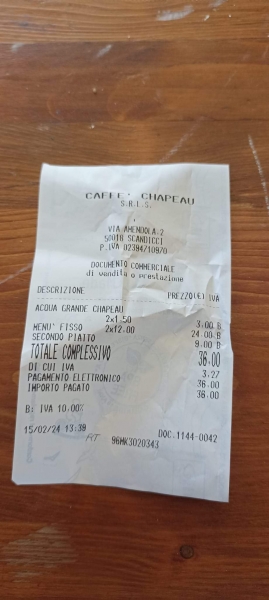 CAFFE' CHAPEAU
S.R.L.S.
VIA AMENDOLA,2
50018 SCANDICCI
P.IVA 02394710970
DOCUMENTO COMMERCIALE
di vendita o prestazione
DESCRIZIONE PREZZO(€) IVA
ACQUA GRANDE CHAPEAU
2x1.50 3.00 B
MENU' FISSO 2x12.00 24.00 B
SECONDO PIATTO 9.00 B
TOTALE COMPLESSIVO 36.00
DI CUI IVA 3.27
PAGAMENTO ELETTRONICO 36.00
IMPORTO PAGATO 36.00
B: IVA 10.00%
15/02/24 13:39 DOC.1144-0042
RT 96MK3020343